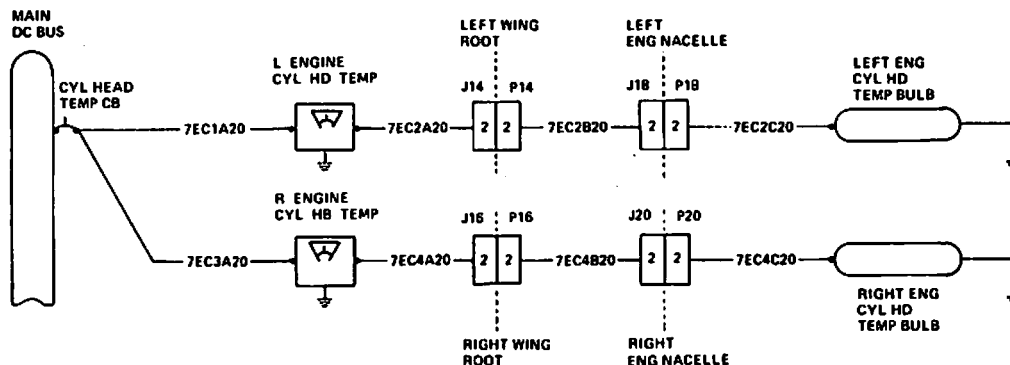 MAIN
DC BUS
CYL HEAD
TEMP CB
L ENGINE
CYL HD TEMP
LEFT WING
ROOT
LEFT
ENG NACELLE
LEFT ENG
CYL HD
TEMP BULB
J14 P14
J18 P18
7EC1A20
7EC2A20
2 2
7EC2B20
2 2
7EC2C20
R ENGINE
CYL HB TEMP
J16 P16
J20 P20
7EC3A20
7EC4A20
2 2
7EC4B20
2 2
7EC4C20
RIGHT WING
ROOT
RIGHT
ENG NACELLE
RIGHT ENG
CYL HD
TEMP BULB